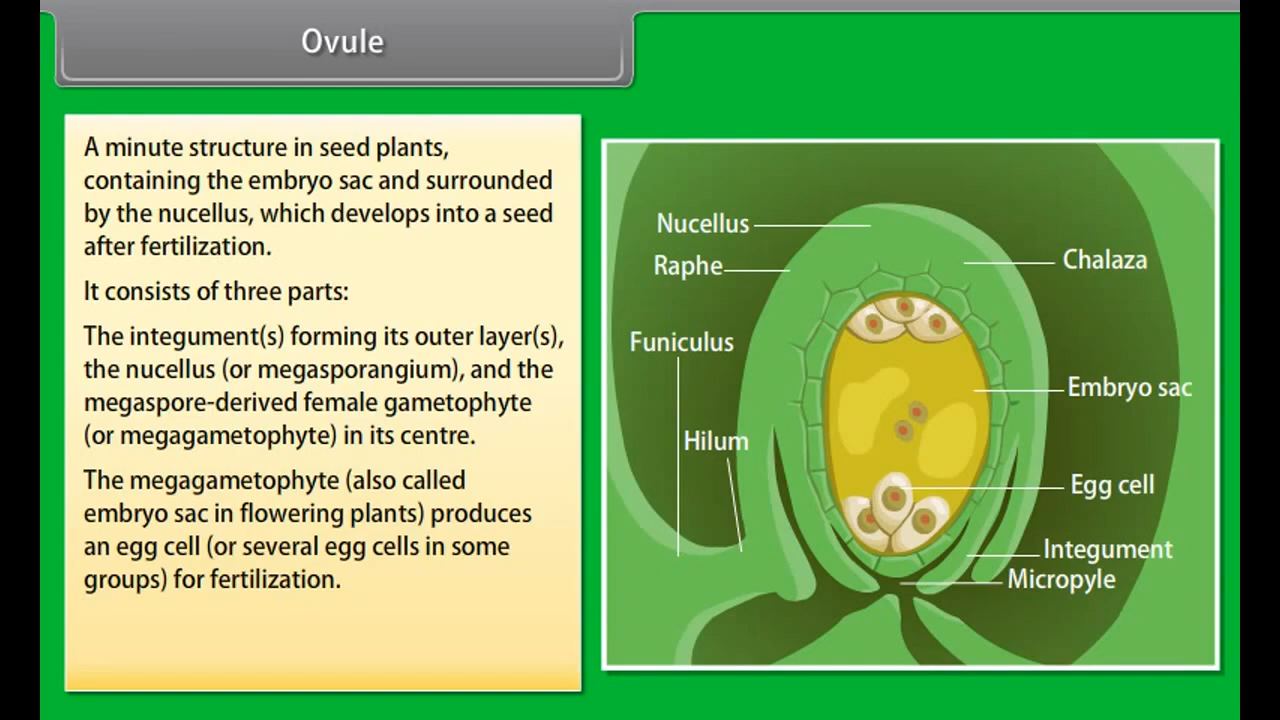 Ovule
A minute structure in seed plants,
containing the embryo sac and surrounded
by the nucellus, which develops into a seed
after fertilization.
It consists of three parts:
The integument(s) forming its outer layer(s),
the nucellus (or megasporangium), and the
megaspore-derived female gametophyte
(or megagametophyte) in its centre.
The megagametophyte (also called
embryo sac in flowering plants) produces
an egg cell (or several egg cells in some
groups) for fertilization.
Nucellus
Raphe
Funiculus
Hilum
Chalaza
Embryo sac
Egg cell
Integument
Micropyle